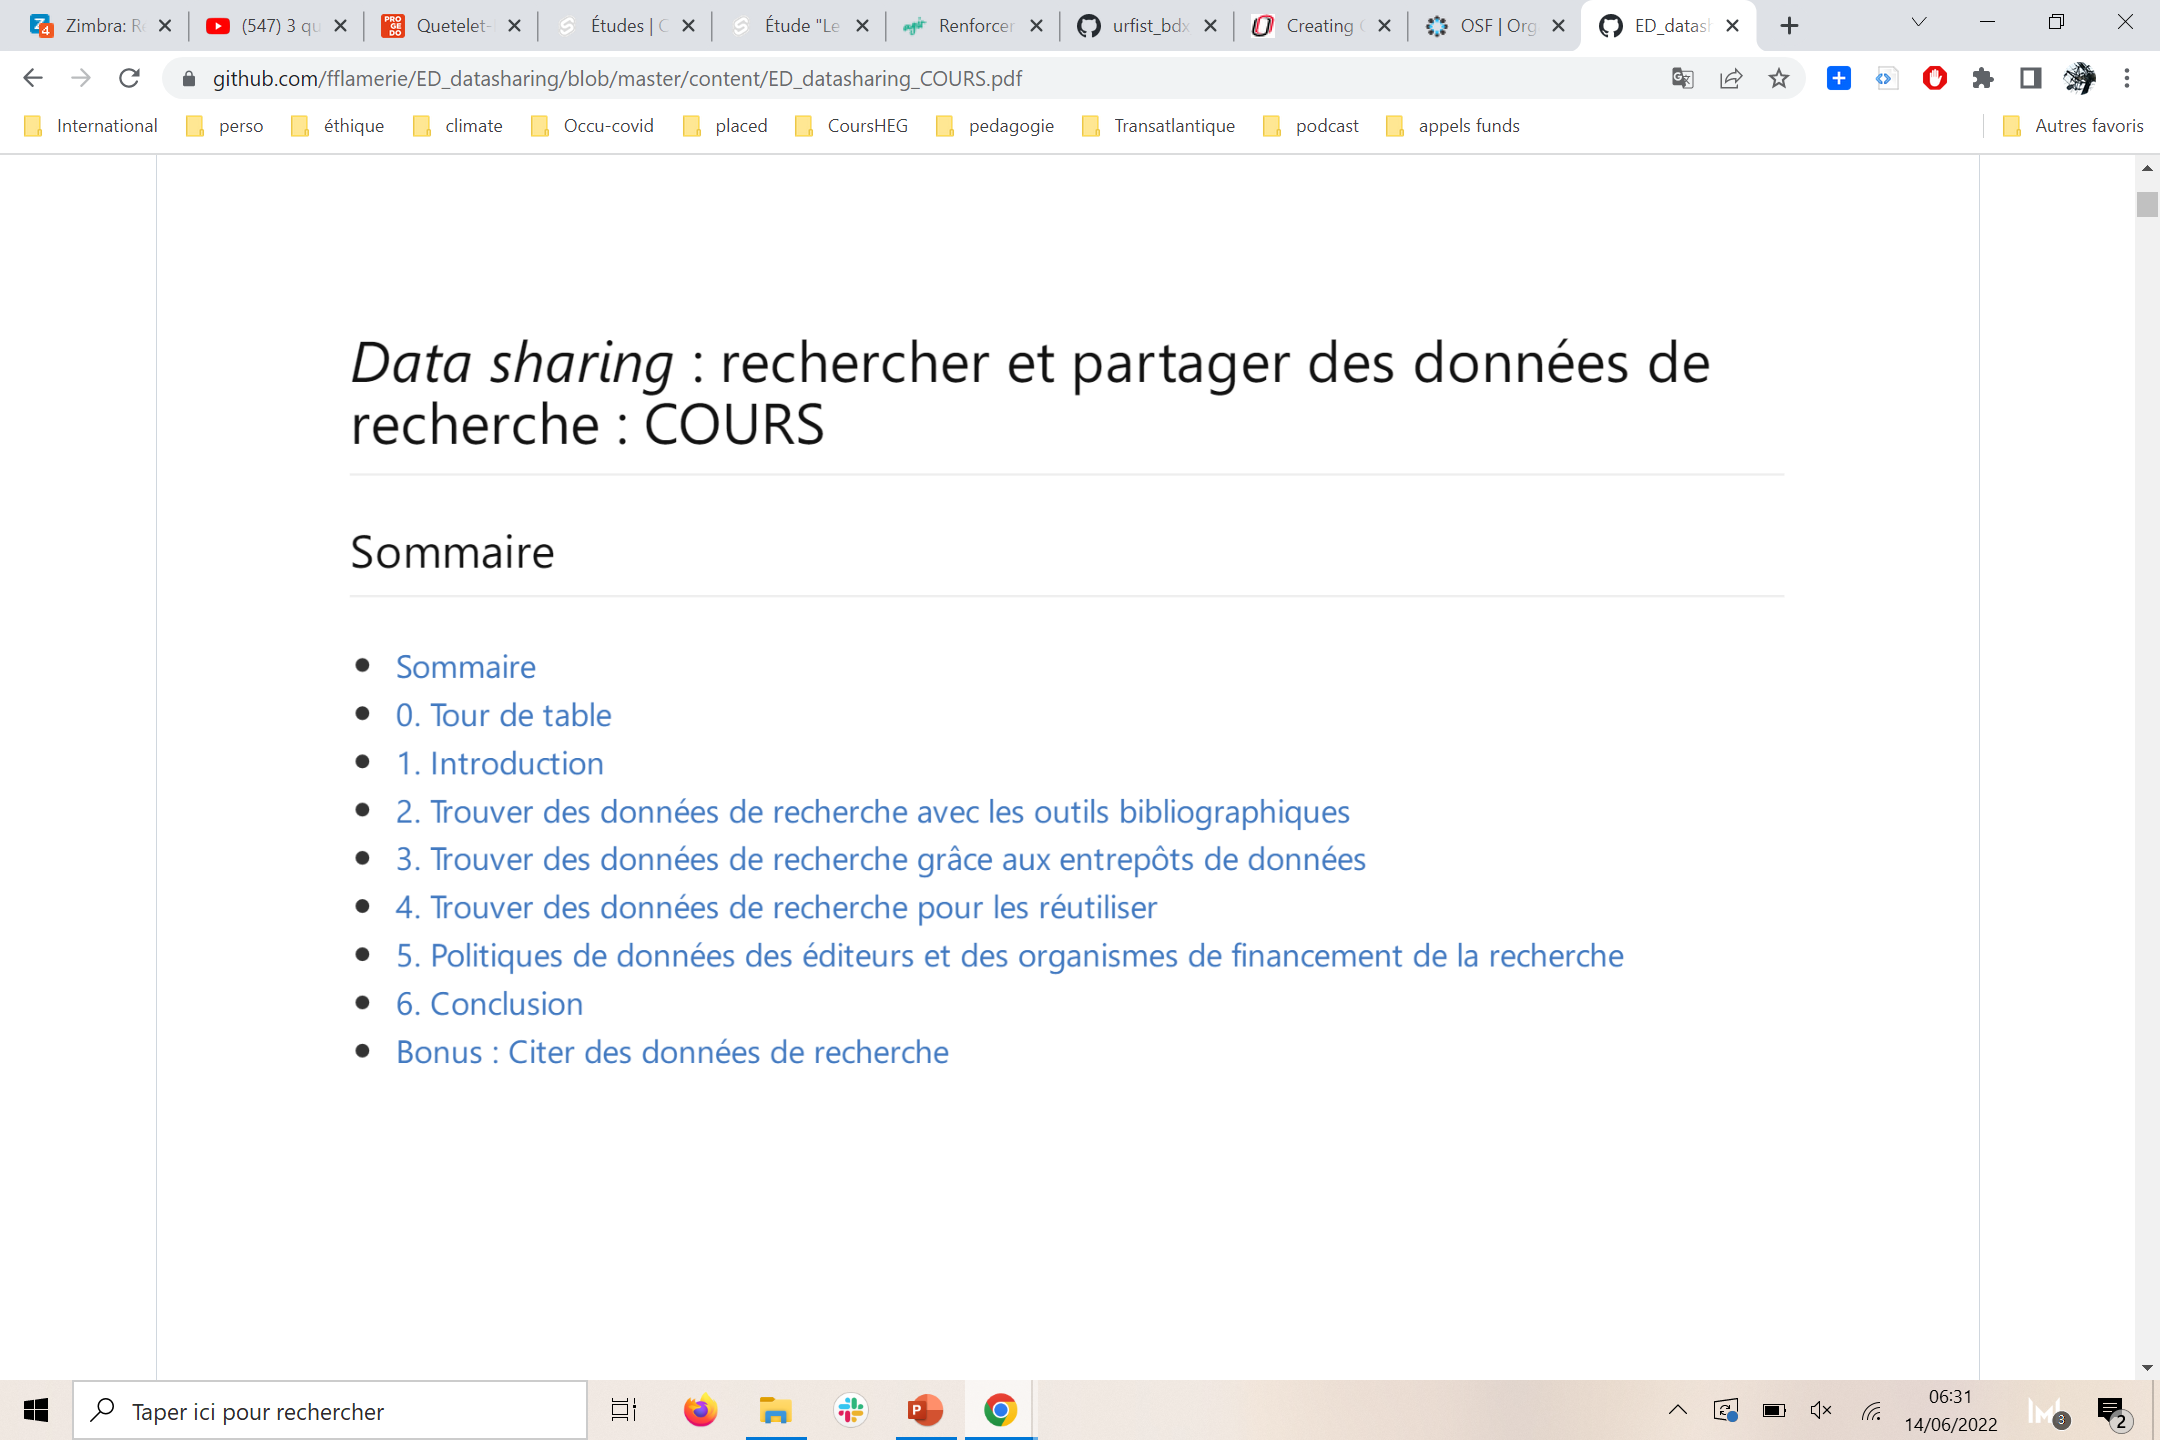 Zimbra: Re
(547) 3 qu
PRO GE DO
Quetelet-
Études | C
Étude "Le
Renforcer
urfist_bdx
Creating
OSF | Org
ED_datas
github.com/fflamerie/ED_datasharing/blob/master/content/ED_datasharing_COURS.pdf
International
perso
éthique
climate
Occu-covid
placed
CoursHEG
pedagogie
Transatlantique
podcast
appels funds
Autres favoris
Data sharing : rechercher et partager des données de
recherche : COURS
Sommaire
• Sommaire
• 0. Tour de table
• 1. Introduction
• 2. Trouver des données de recherche avec les outils bibliographiques
• 3. Trouver des données de recherche grâce aux entrepôts de données
• 4. Trouver des données de recherche pour les réutiliser
• 5. Politiques de données des éditeurs et des organismes de financement de la recherche
• 6. Conclusion
• Bonus : Citer des données de recherche
Taper ici pour rechercher
06:31
14/06/2022
3
2